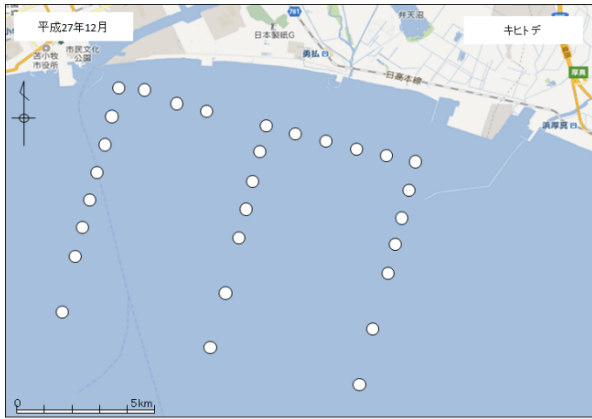 平成27年12月
キヒトデ
弁天沼
781
日本製紙G
市民文化
公園
苫小牧
市役所
勇払
日高本線
厚真
浜厚真
0
5km